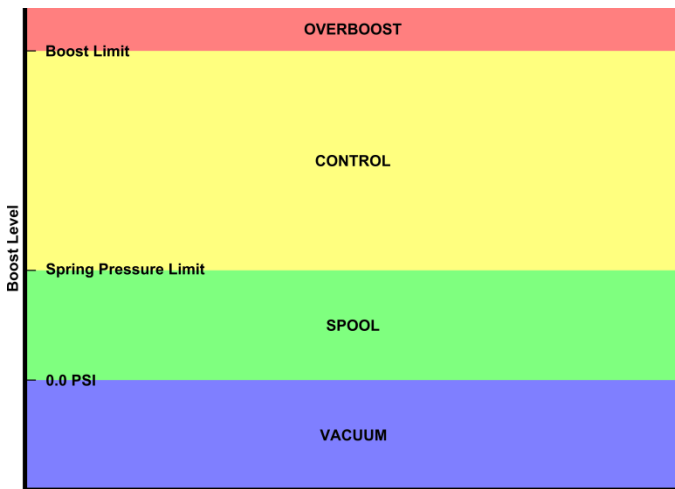 OVERBOOST
Boost Limit
CONTROL
Boost Level
Spring Pressure Limit
SPOOL
0.0 PSI
VACUUM